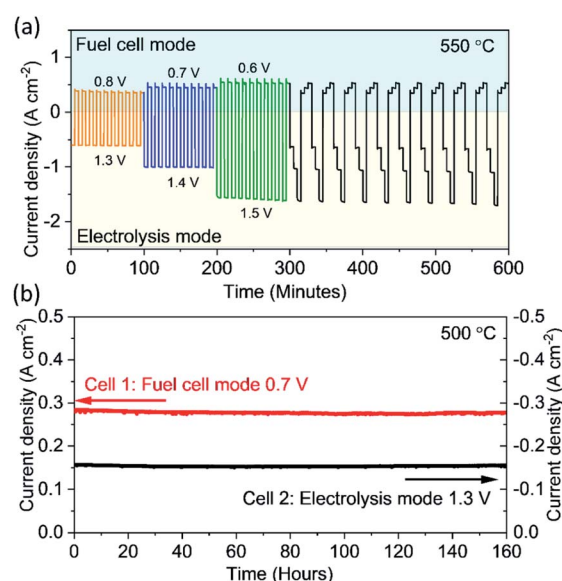 (a)
Fuel cell mode
550 °C
0.8 V
0.7 V
0.6 V
1.3 V
1.4 V
1.5 V
Electrolysis mode
Current density (A cm⁻²)
1
0
-1
-2
0 100 200 300 400 500 600
Time (Minutes)
(b)
500 °C
Cell 1: Fuel cell mode 0.7 V
Cell 2: Electrolysis mode 1.3 V
Current density (A cm⁻²)
0.5
0.4
0.3
0.2
0.1
0.0
-0.5
-0.4
-0.3
-0.2
-0.1
0.0
Current density (A cm⁻²)
0 20 40 60 80 100 120 140 160
Time (Hours)